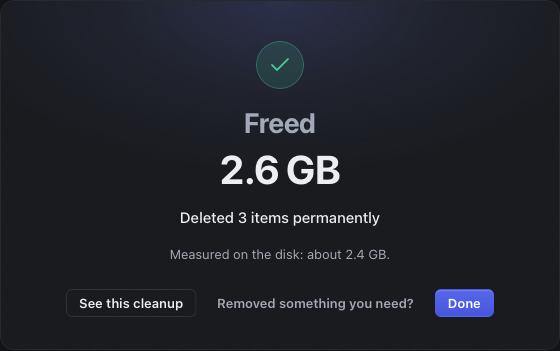 Freed
2.6 GB
Deleted 3 items permanently
Measured on the disk: about 2.4 GB.
See this cleanup
Removed something you need?
Done